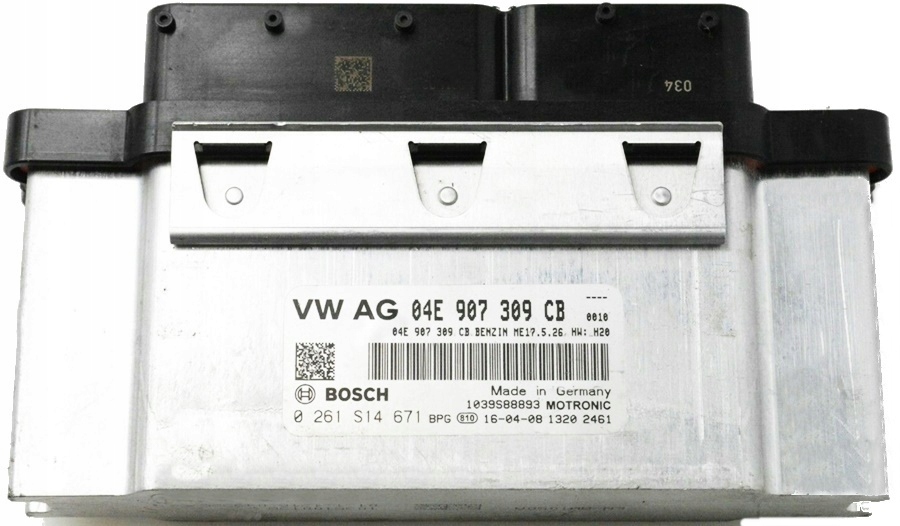 034
VW AG 04E 907 309 CB ----
0010
04E 907 309 CB BENZIN ME17.5.26 HW: H20
BOSCH Made in Germany
1039S88893 MOTRONIC
0 261 S14 671 BPG 810 16-04-08 1320 2461